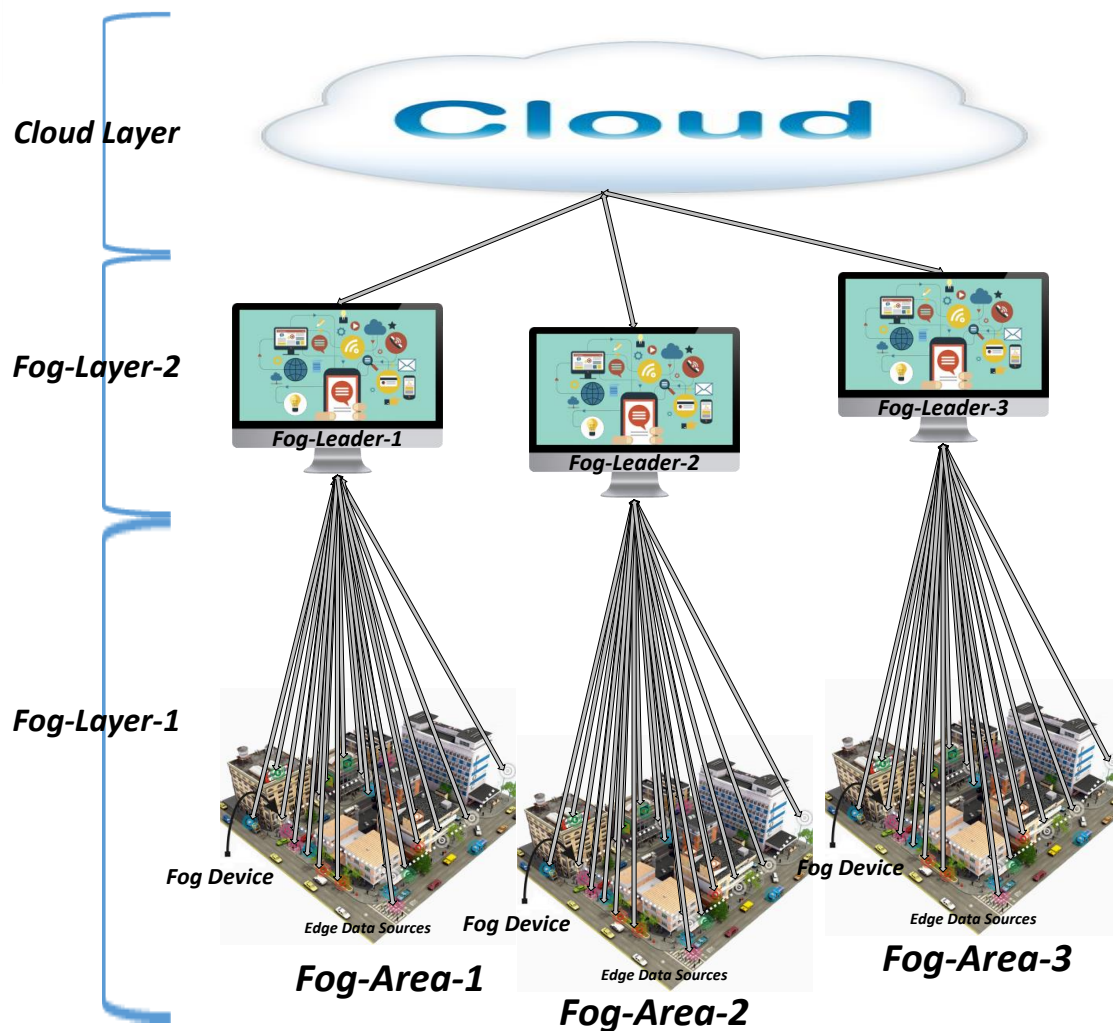 Cloud
Cloud Layer
Fog-Layer-2
Fog-Leader-1
Fog-Leader-2
Fog-Leader-3
Fog-Layer-1
Fog Device
Edge Data Sources
Fog-Area-1
Fog Device
Edge Data Sources
Fog-Area-2
Fog Device
Edge Data Sources
Fog-Area-3